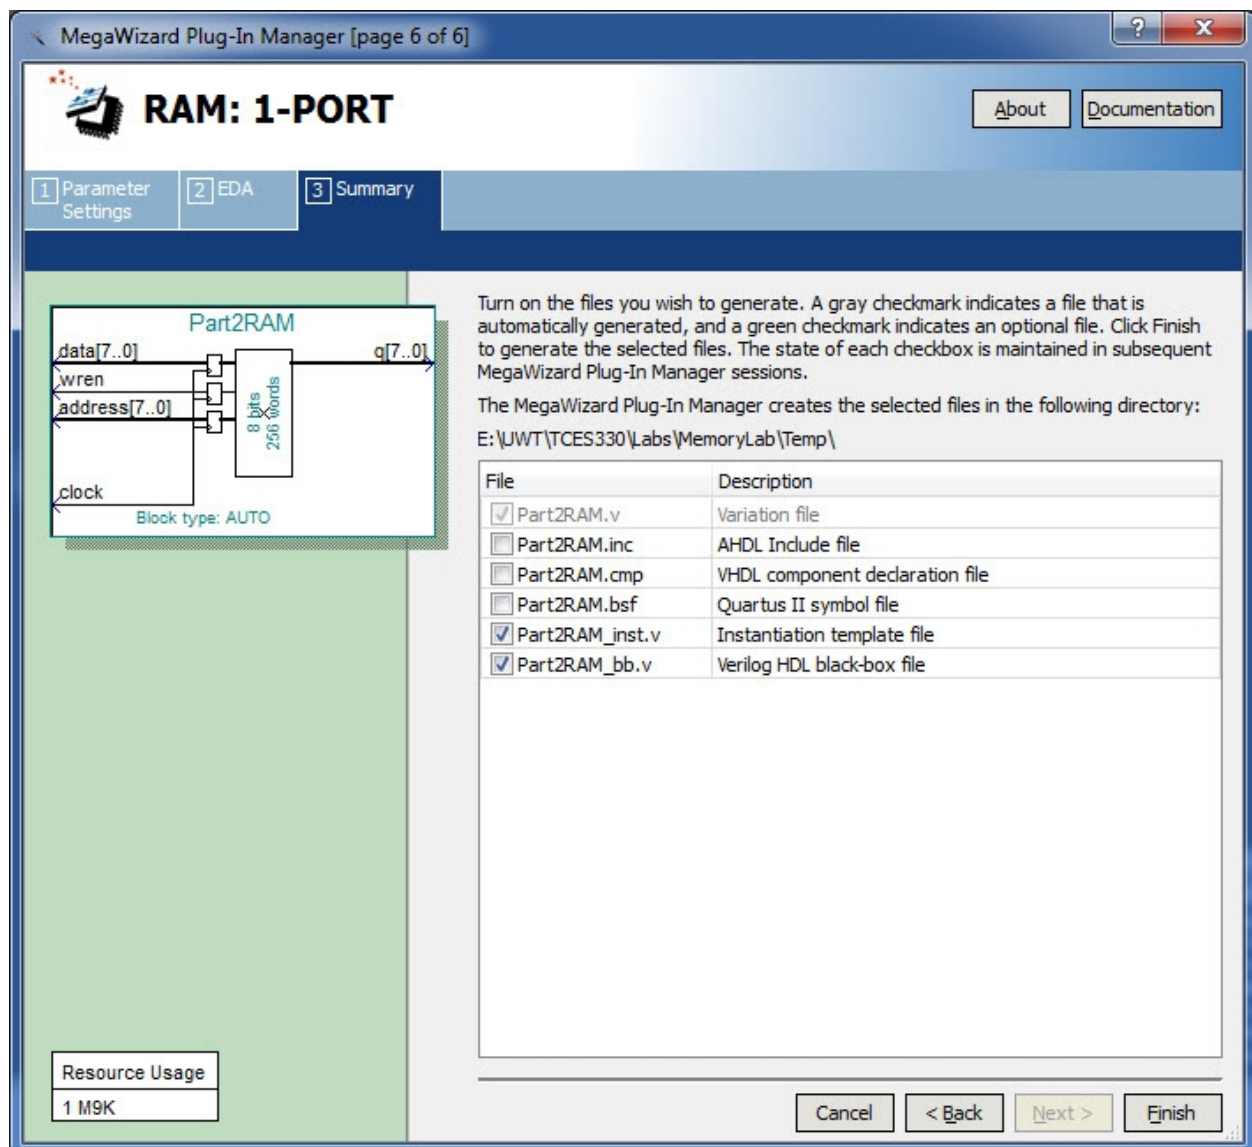 MegaWizard Plug-In Manager [page 6 of 6]
?
X
RAM: 1-PORT
About
Documentation
1 Parameter
Settings
2 EDA
3 Summary
Part2RAM
data[7..0]
q[7..0]
wren
address[7..0]
8 bits
256 words
clock
Block type: AUTO
Turn on the files you wish to generate. A gray checkmark indicates a file that is
automatically generated, and a green checkmark indicates an optional file. Click Finish
to generate the selected files. The state of each checkbox is maintained in subsequent
MegaWizard Plug-In Manager sessions.
The MegaWizard Plug-In Manager creates the selected files in the following directory:
E:\UWT\TCES330\Labs\MemoryLab\Temp\
File Description
Part2RAM.v Variation file
Part2RAM.inc AHDL Include file
Part2RAM.cmp VHDL component declaration file
Part2RAM.bsf Quartus II symbol file
Part2RAM_inst.v Instantiation template file
Part2RAM_bb.v Verilog HDL black-box file
Resource Usage
1 M9K
Cancel
< Back
Next >
Finish